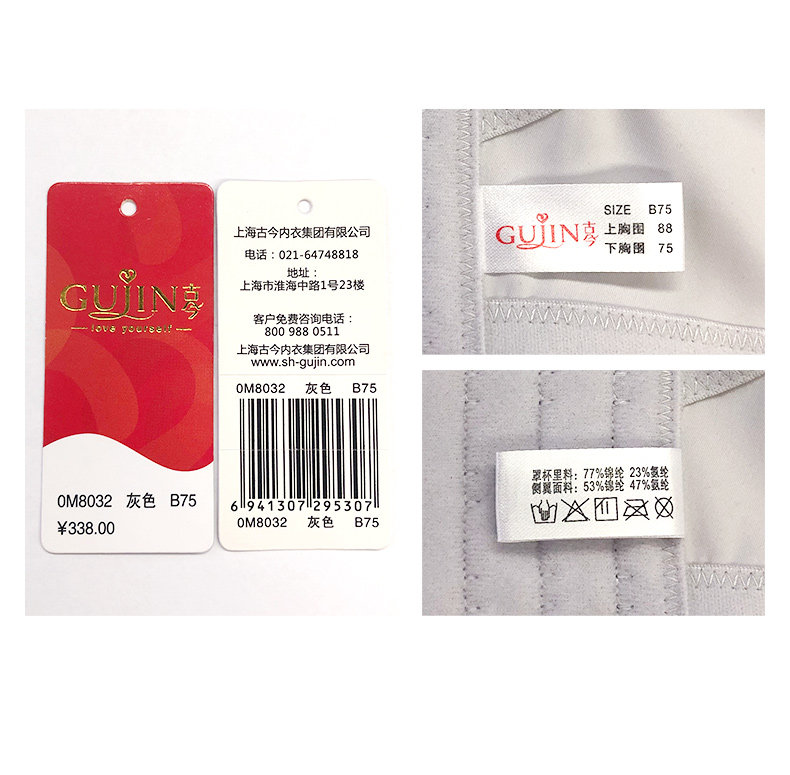 GUJIN古今
love yourself
0M8032 灰色 B75
¥338.00
上海古今内衣集团有限公司
电话：021-64748818
地址：
上海市淮海中路1号23楼
客户免费咨询电话：
800 988 0511
上海古今内衣集团有限公司
www.sh-gujin.com
0M8032 灰色 B75
6 941307 295307
0M8032 灰色 B75
GUJIN古今
SIZE B75
上胸围 88
下胸围 75
罩杯里料：77%锦纶 23%氨纶
侧翼面料：53%锦纶 47%氨纶